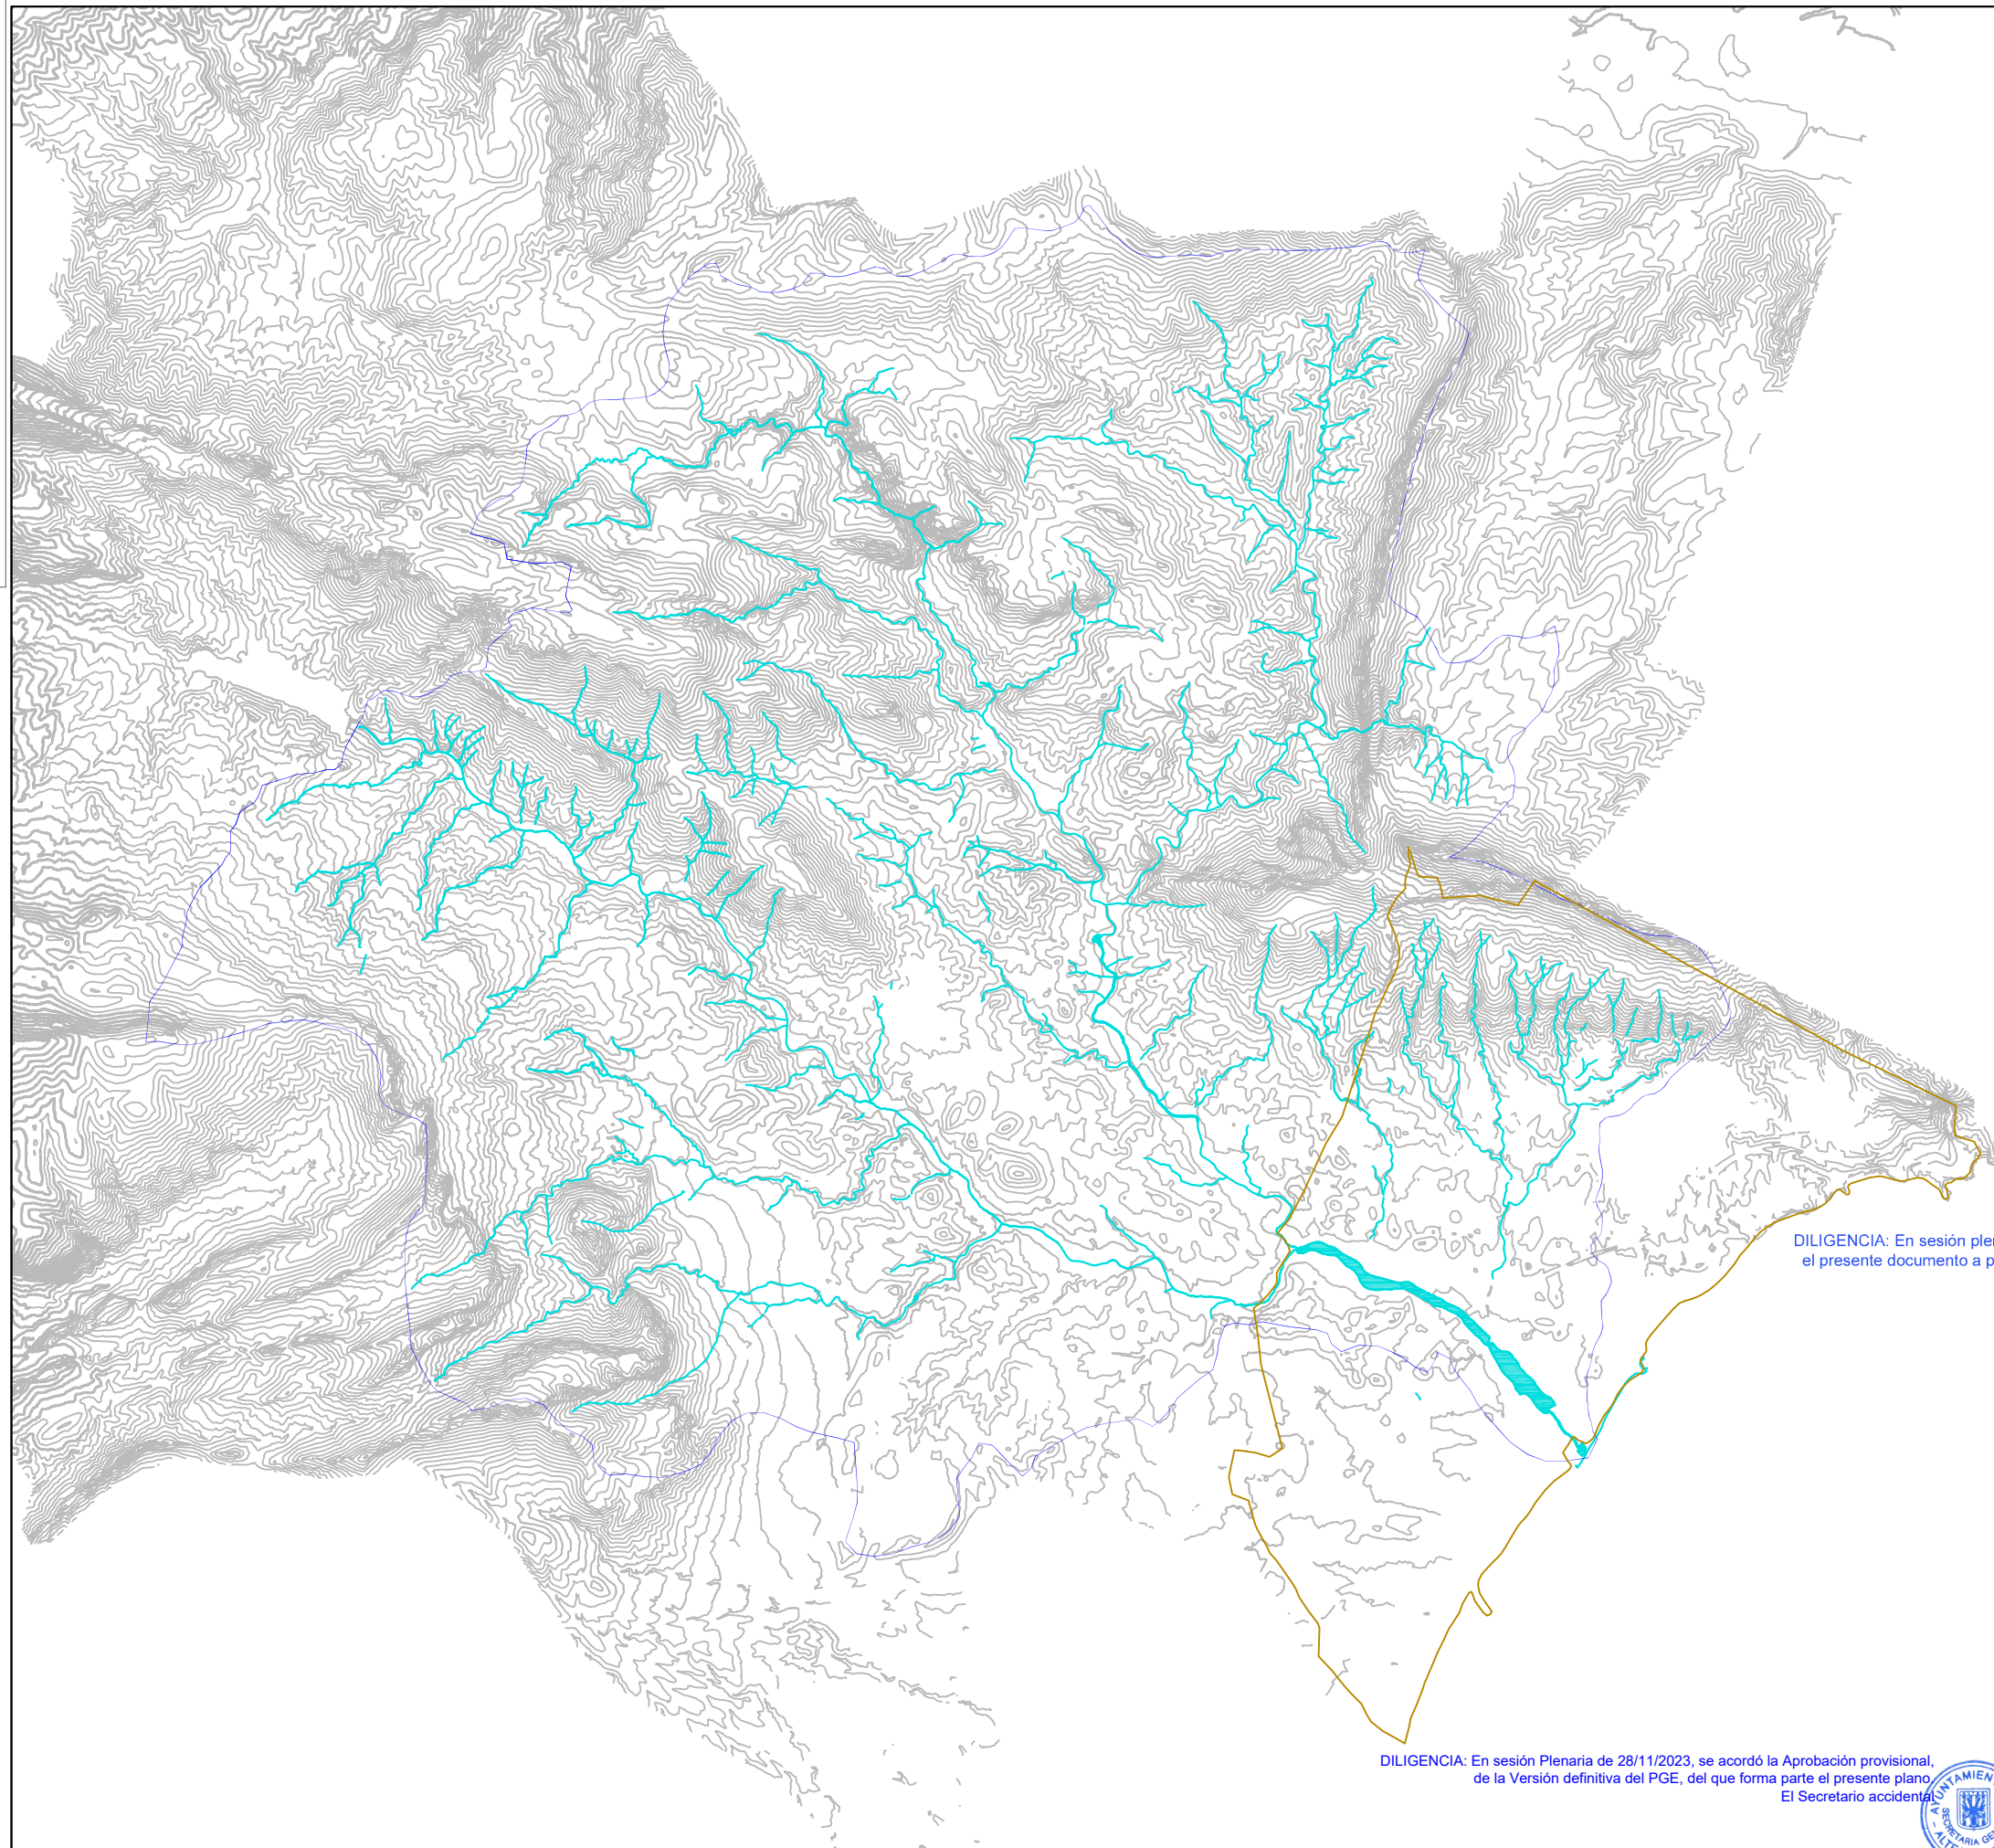 DILIGENCIA: En sesión
el presente documento a
DILIGENCIA: En sesión Plenaria de 28/11/2023, se acordó la Aprobación provisional,
de la Versión definitiva del PGE, del que forma parte el presente plano.
El Secretario accidental